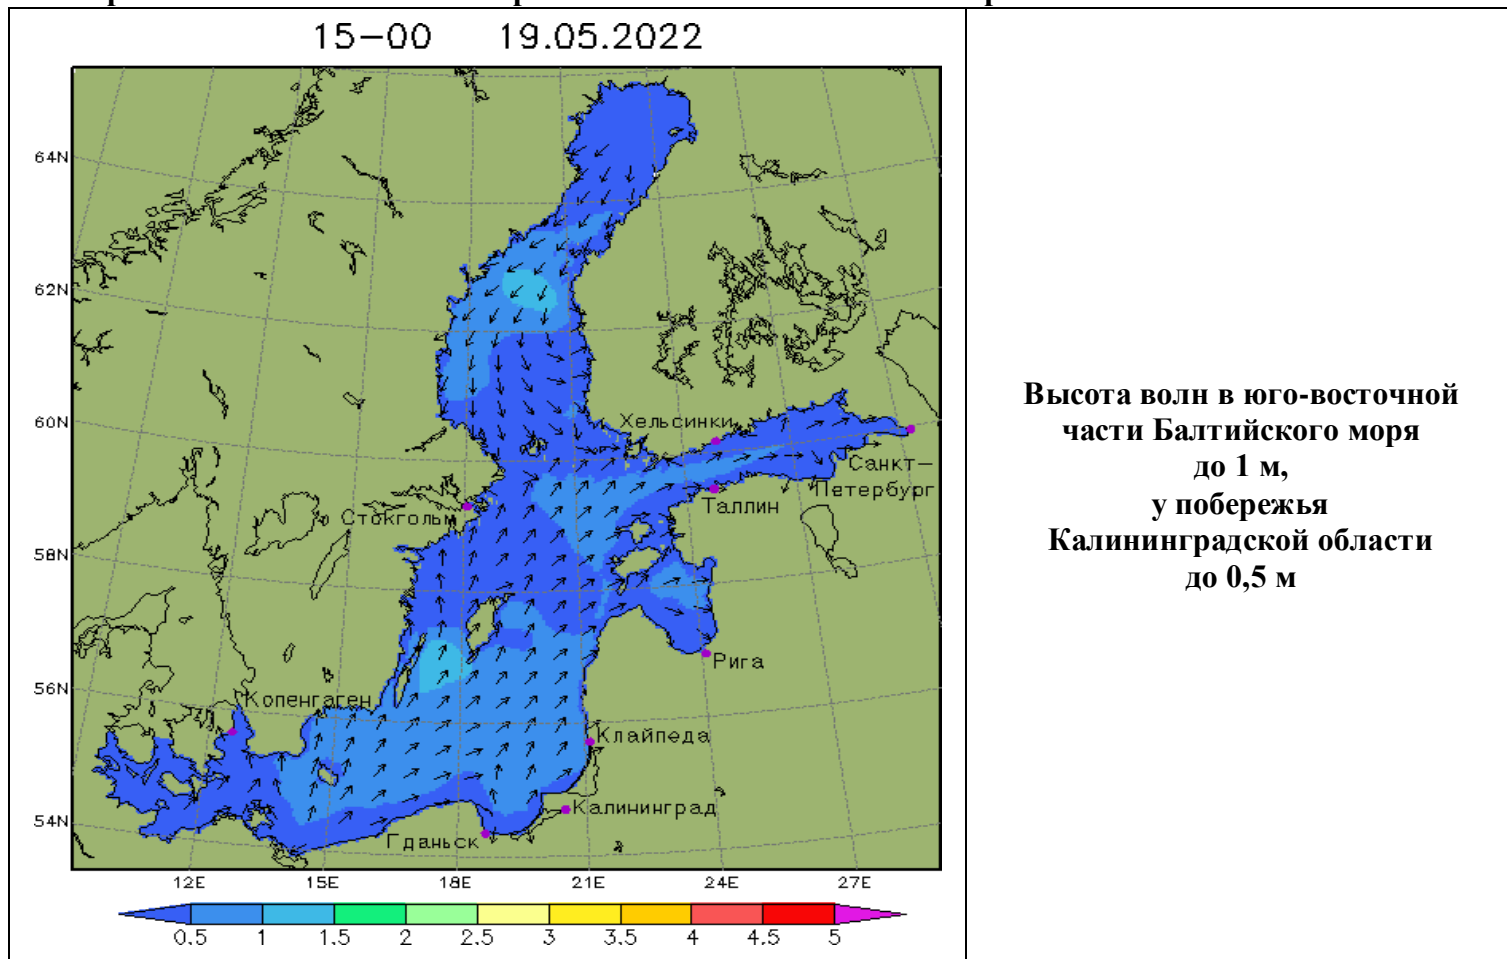 15-00 19.05.2022
64N
62N
60N
58N
56N
54N
Хельсинки
Санкт-
Петербург
Таллин
Стокгольм
Рига
Копенгаген
Клайпеда
Калининград
Гданьск
12E 15E 18E 21E 24E 27E
0.5 1 1.5 2 2.5 3 3.5 4 4.5 5
Высота волн в юго-восточной
части Балтийского моря
до 1 м,
у побережья
Калининградской области
до 0,5 м